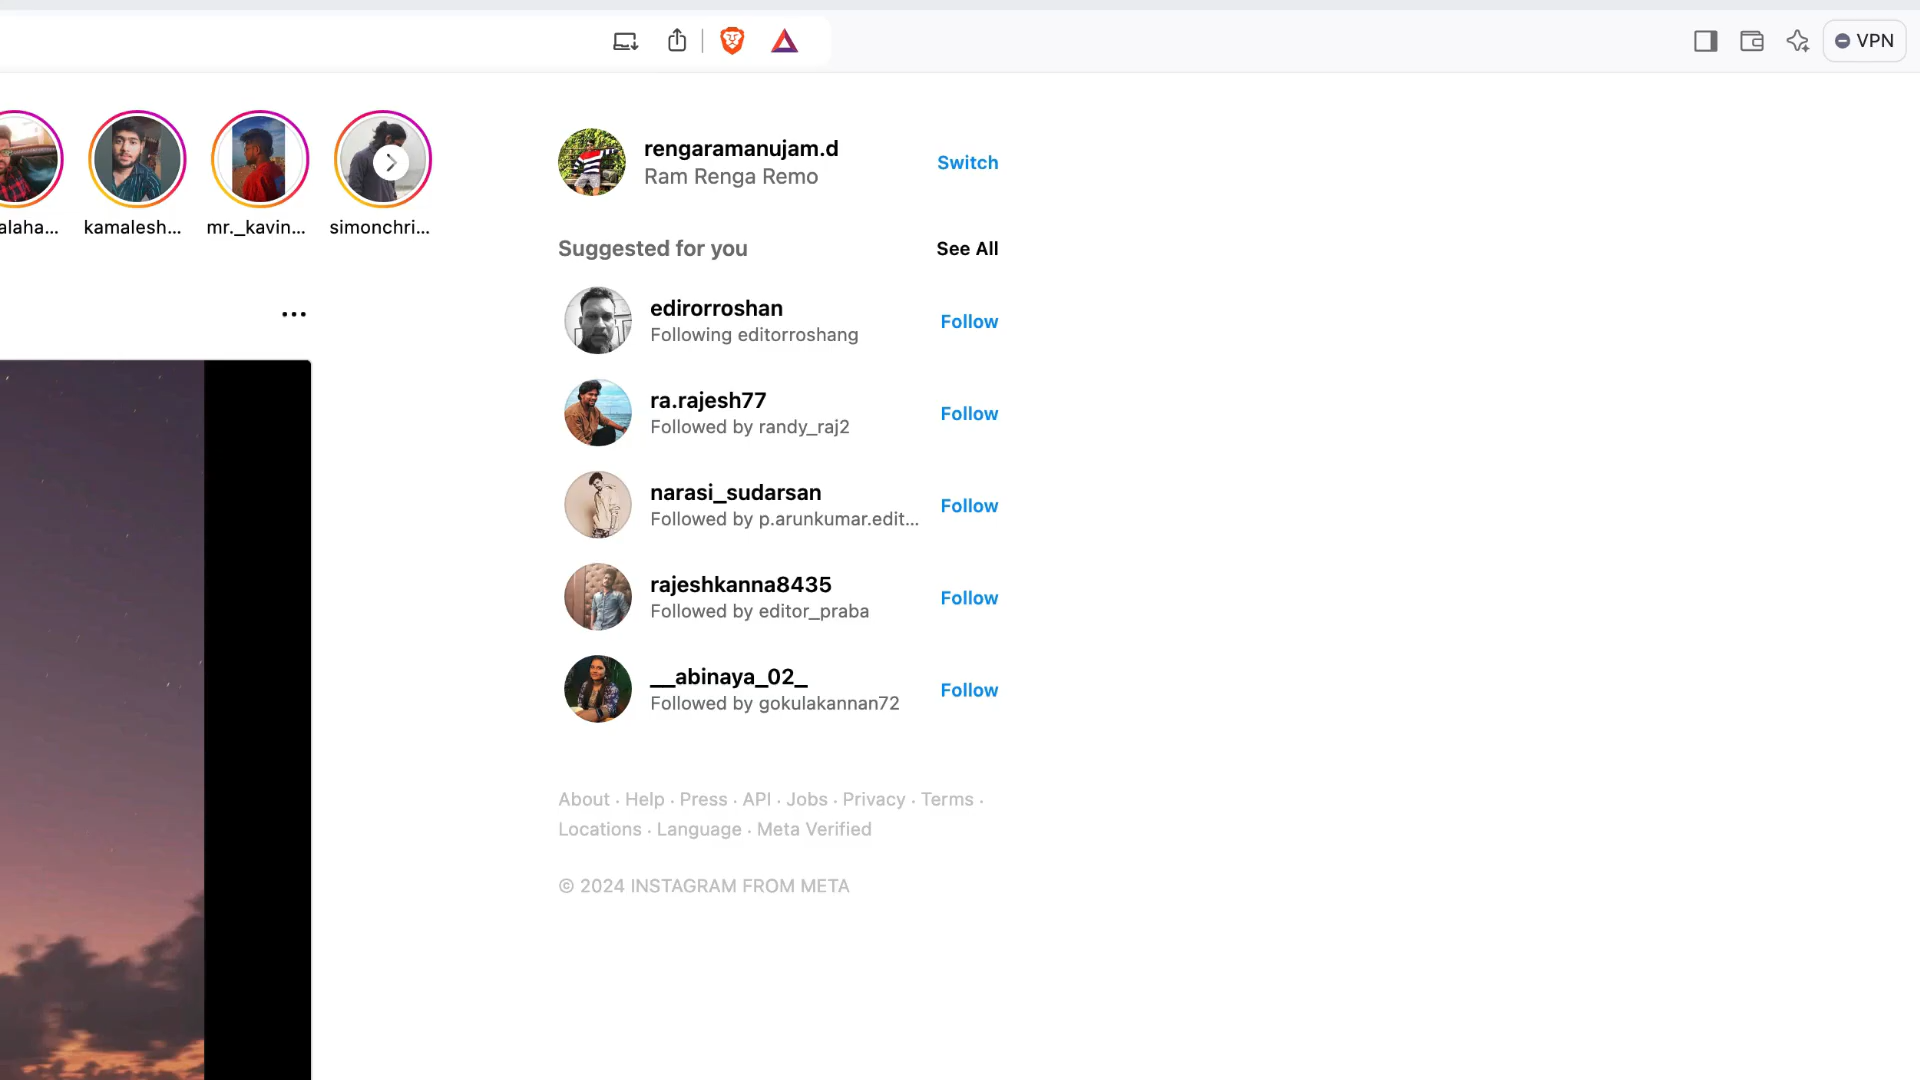 VPN
alaha...
kamalesh...
mr._kavin...
simonchri...
rengaramanujam.d
Ram Renga Remo
Switch
Suggested for you
See All
edirorroshan
Following editorroshang
Follow
ra.rajesh77
Followed by randy_raj2
Follow
narasi_sudarsan
Followed by p.arunkumar.edit...
Follow
rajeshkanna8435
Followed by editor_praba
Follow
__abinaya_02_
Followed by gokulakannan72
Follow
About · Help · Press · API · Jobs · Privacy · Terms ·
Locations · Language · Meta Verified
© 2024 INSTAGRAM FROM META